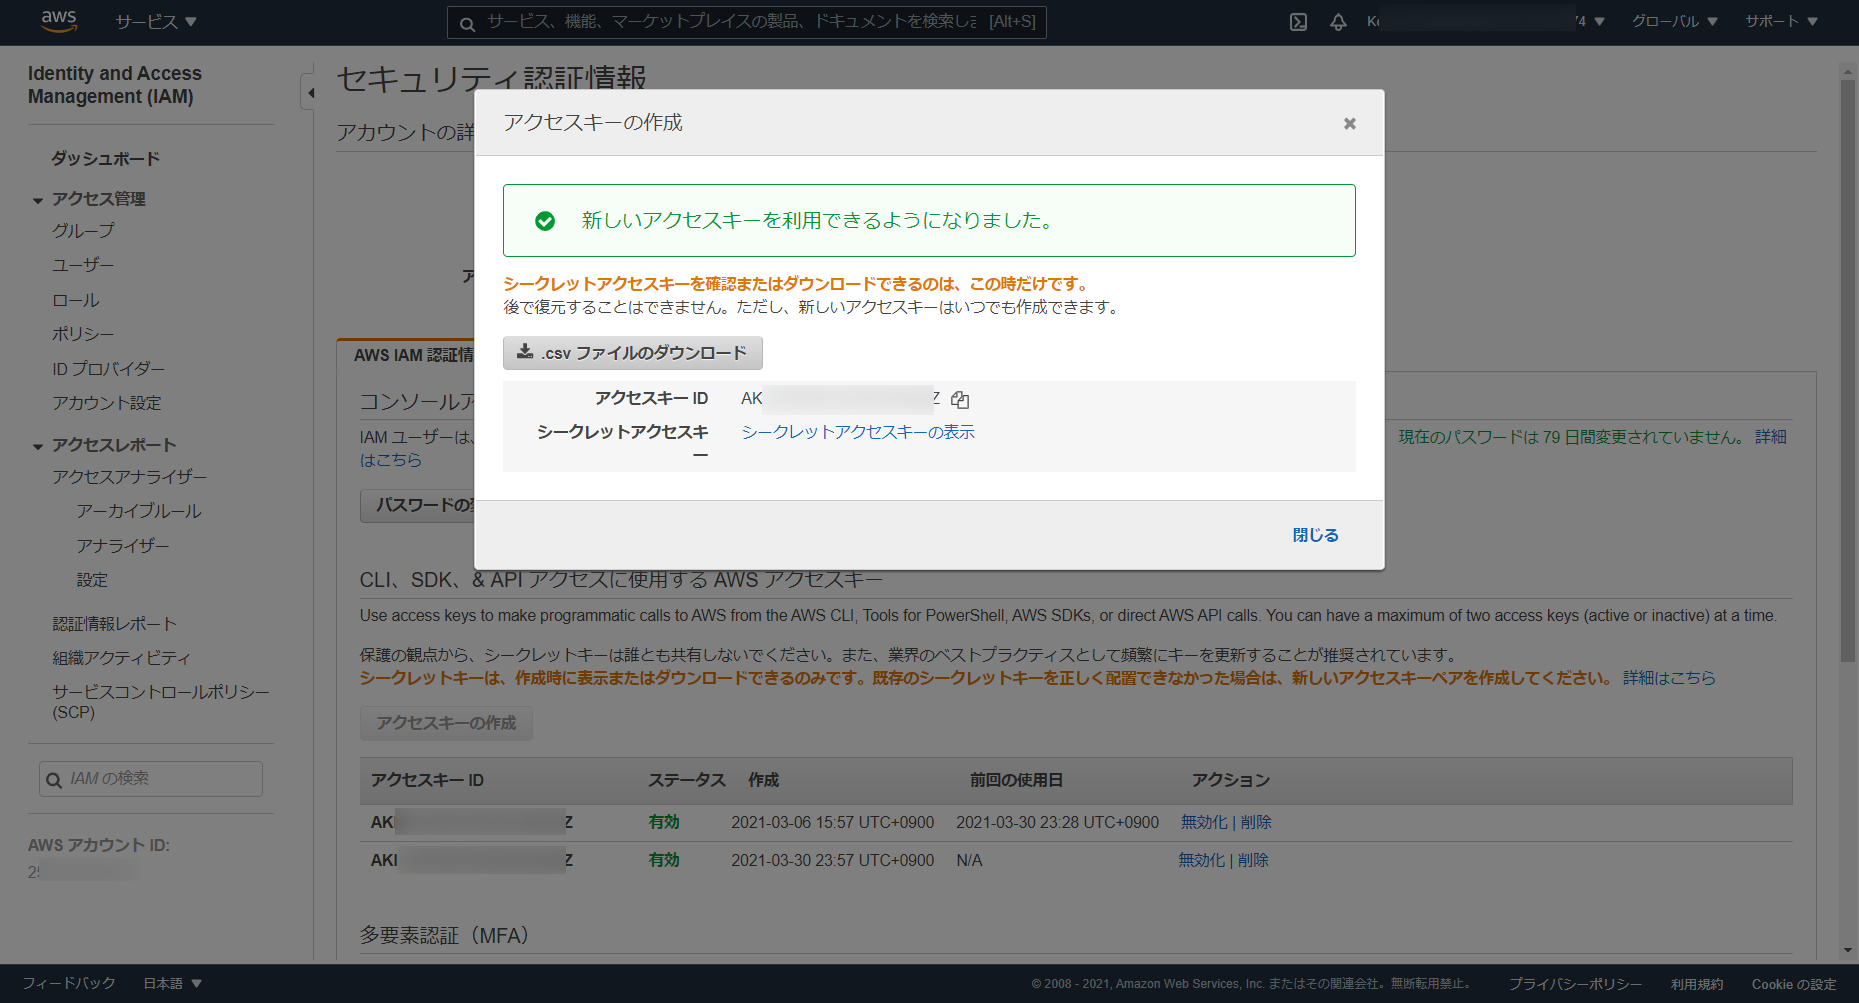 aws
サービス ▼
サービス、機能、マーケットプレイスの製品、ドキュメントを検索しま [Alt+S]
74 ▼
グローバル ▼
サポート ▼
Identity and Access
Management (IAM)
ダッシュボード
アクセス管理
グループ
ユーザー
ロール
ポリシー
ID プロバイダー
アカウント設定
アクセスレポート
アクセスアナライザー
アーカイブルール
アナライザー
設定
認証情報レポート
組織アクティビティ
サービスコントロールポリシー
(SCP)
IAM の検索
AWS アカウント ID:
セキュリティ認証情報
アカウントの詳
ア
AWS IAM 認証情
コンソールア
IAM ユーザーは、
はこちら
現在のパスワードは 79 日間変更されていません。 詳細
パスワードの変
アクセスキーの作成
新しいアクセスキーを利用できるようになりました。
シークレットアクセスキーを確認またはダウンロードできるのは、この時だけです。
後で復元することはできません。ただし、新しいアクセスキーはいつでも作成できます。
.csv ファイルのダウンロード
アクセスキー ID AK Z
シークレットアクセスキ シークレットアクセスキーの表示
ー
閉じる
CLI、SDK、& API アクセスに使用する AWS アクセスキー
Use access keys to make programmatic calls to AWS from the AWS CLI, Tools for PowerShell, AWS SDKs, or direct AWS API calls. You can have a maximum of two access keys (active or inactive) at a time.
保護の観点から、シークレットキーは誰とも共有しないでください。また、業界のベストプラクティスとして頻繁にキーを更新することが推奨されています。
シークレットキーは、作成時に表示またはダウンロードできるのみです。既存のシークレットキーを正しく配置できなかった場合は、新しいアクセスキーペアを作成してください。 詳細はこちら
アクセスキーの作成
アクセスキー ID ステータス 作成 前回の使用日 アクション
AKI Z 有効 2021-03-06 15:57 UTC+0900 2021-03-30 23:28 UTC+0900 無効化 | 削除
AKI Z 有効 2021-03-30 23:57 UTC+0900 N/A 無効化 | 削除
多要素認証（MFA）
フィードバック
日本語 ▼
© 2008 - 2021, Amazon Web Services, Inc. またはその関連会社。無断転用禁止。
プライバシーポリシー
利用規約
Cookie の設定